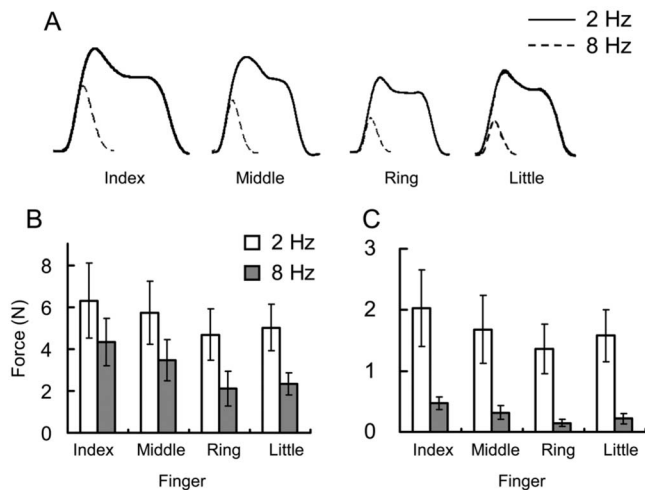 A
2 Hz
8 Hz
Index Middle Ring Little
B
2 Hz
8 Hz
Force (N)
8
6
4
2
0
Index Middle Ring Little
Finger
C
3
2
1
0
Index Middle Ring Little
Finger